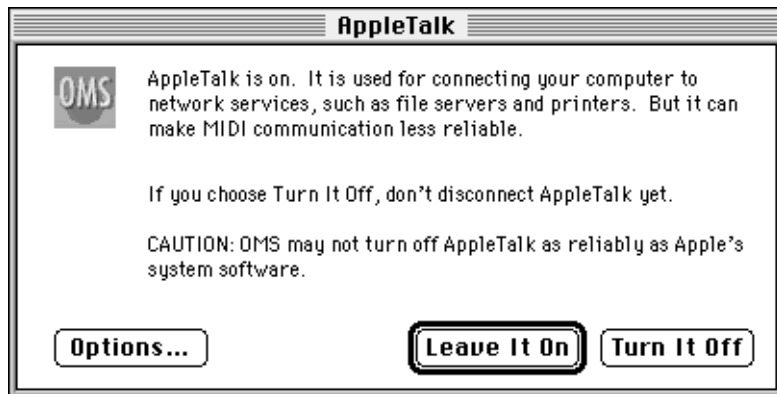 AppleTalk
OMS
AppleTalk is on. It is used for connecting your computer to
network services, such as file servers and printers. But it can
make MIDI communication less reliable.
If you choose Turn It Off, don't disconnect AppleTalk yet.
CAUTION: OMS may not turn off AppleTalk as reliably as Apple's
system software.
Options...
Leave It On
Turn It Off